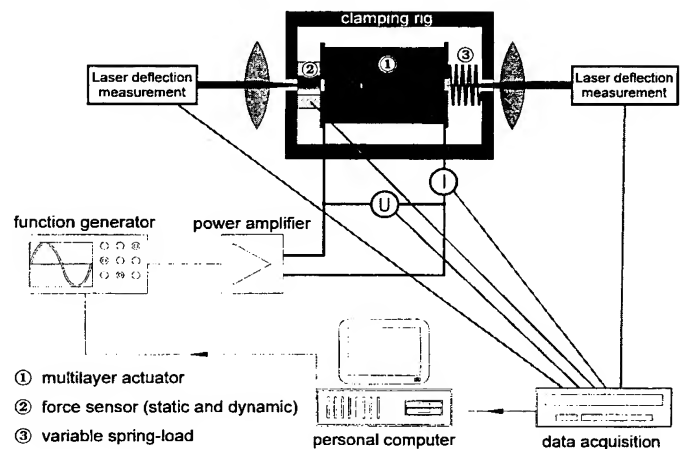 clamping rig
③
②
①
Laser deflection
measurement
Laser deflection
measurement
I
U
function generator
power amplifier
① multilayer actuator
② force sensor (static and dynamic)
③ variable spring-load
personal computer
data acquisition